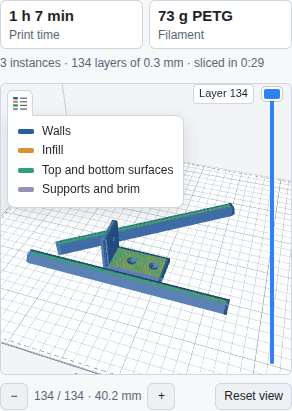 1 h 7 min
Print time
73 g PETG
Filament
3 instances · 134 layers of 0.3 mm · sliced in 0:29
Layer 134
Walls
Infill
Top and bottom surfaces
Supports and brim
−
134 / 134 · 40.2 mm
+
Reset view